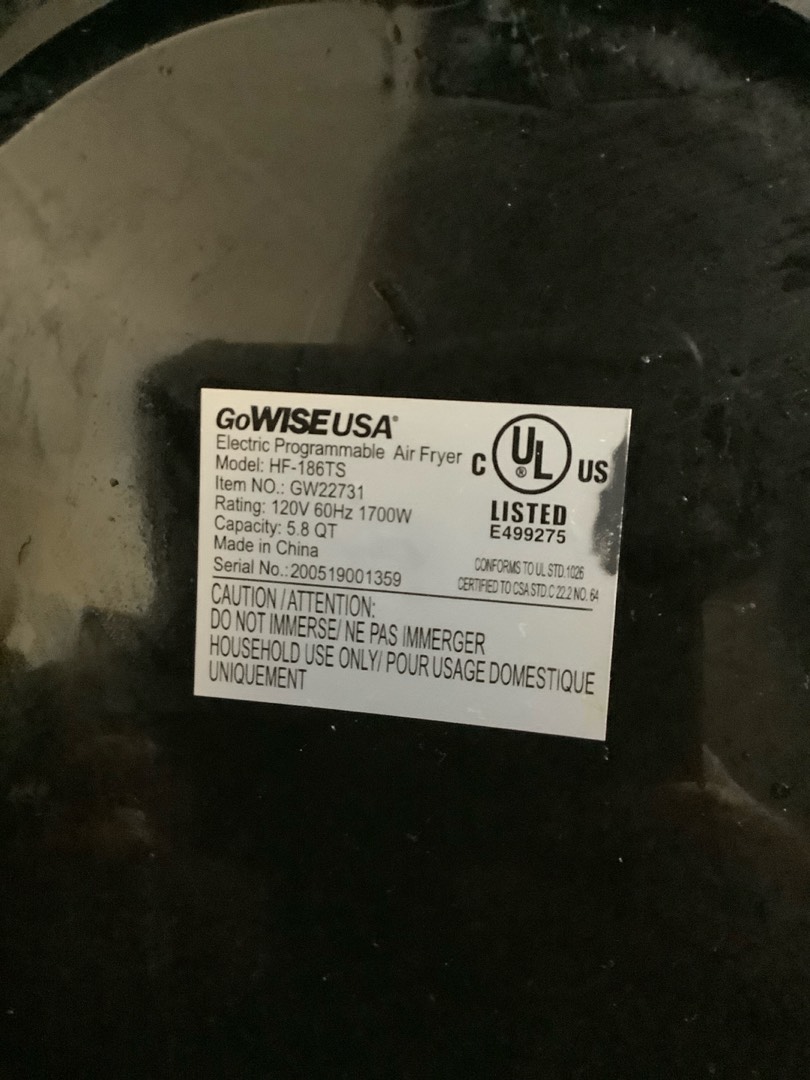 GoWISEUSA®
Electric Programmable Air Fryer
Model: HF-186TS
Item NO.: GW22731
Rating: 120V 60Hz 1700W
Capacity: 5.8 QT
Made in China
Serial No.:200519001359
C UL ® US
LISTED
E499275
CONFORMS TO UL STD.1026
CERTIFIED TO CSA STD.C 22.2 NO. 64
CAUTION / ATTENTION:
DO NOT IMMERSE/ NE PAS IMMERGER
HOUSEHOLD USE ONLY/ POUR USAGE DOMESTIQUE
UNIQUEMENT